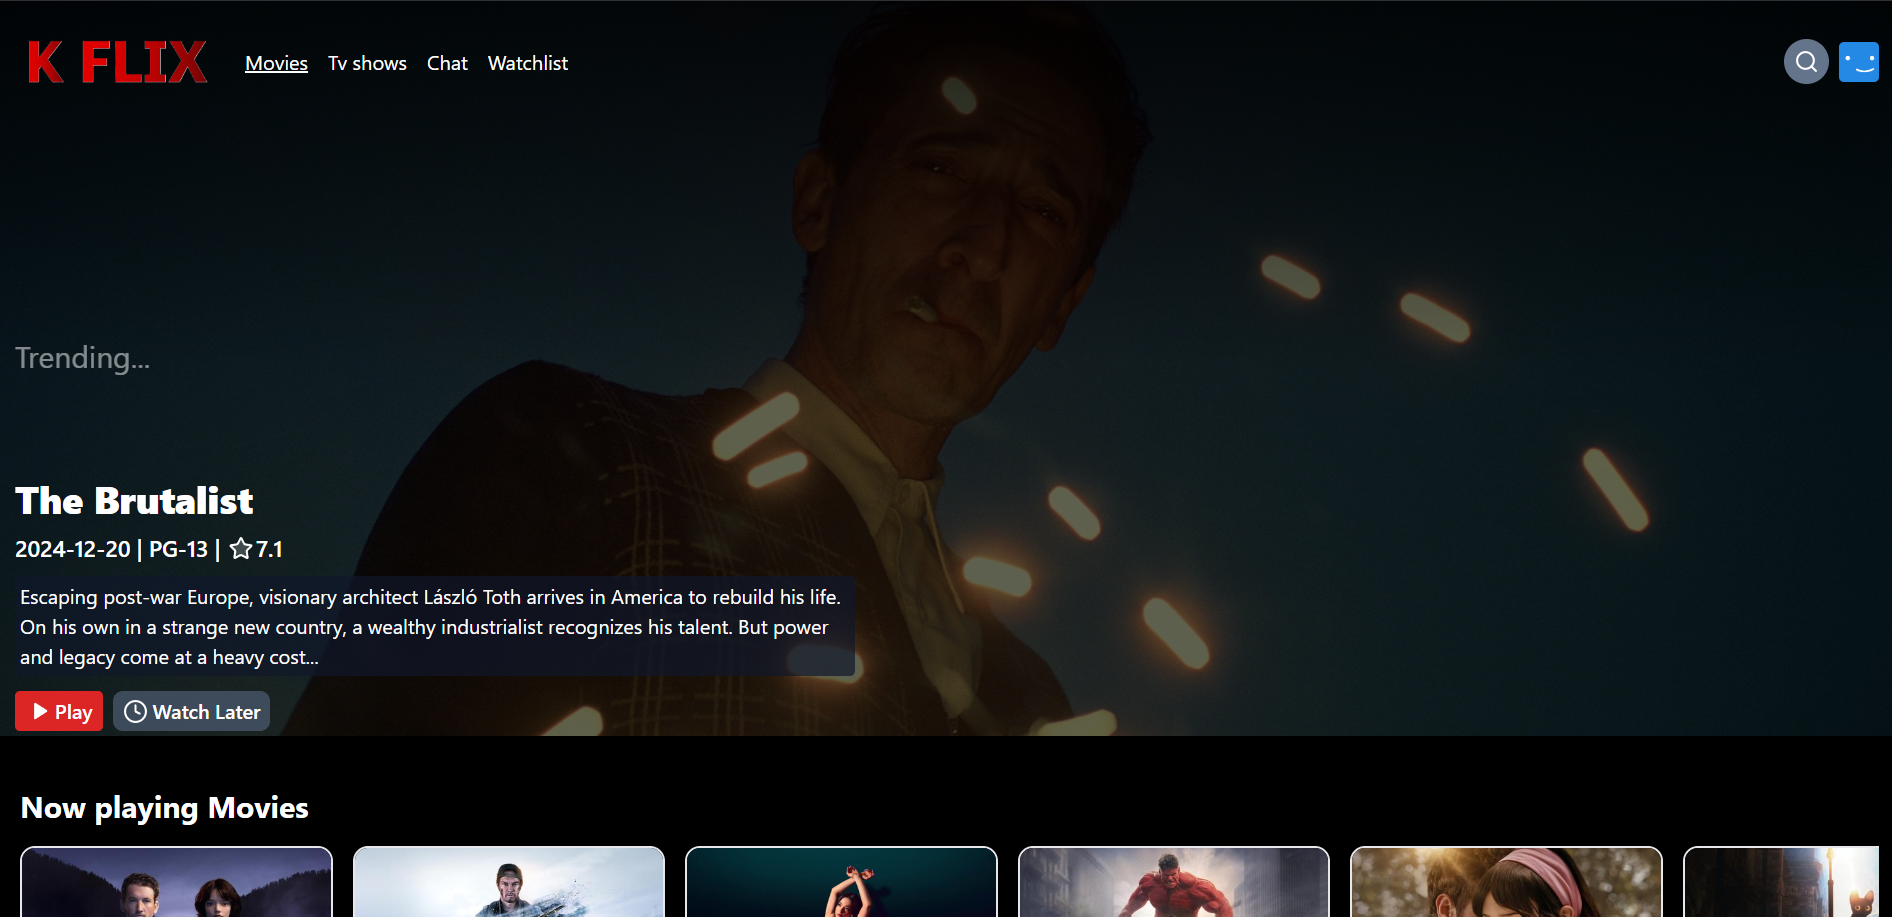 K FLIX
Movies Tv shows Chat Watchlist
Trending...
The Brutalist
2024-12-20 | PG-13 | 7.1
Escaping post-war Europe, visionary architect László Toth arrives in America to rebuild his life.
On his own in a strange new country, a wealthy industrialist recognizes his talent. But power
and legacy come at a heavy cost...
Play Watch Later
Now playing Movies